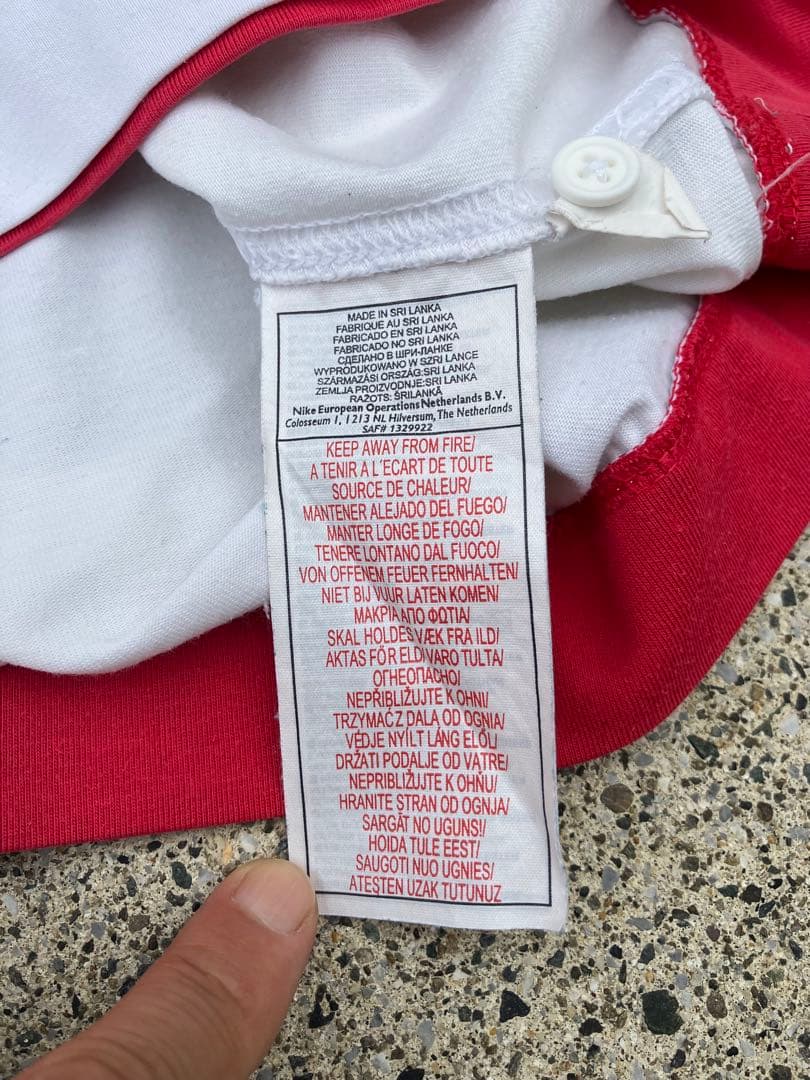 MADE IN SRI LANKA
FABRIQUE AU SRI LANKA
FABRICADO EN SRI LANKA
FABRICADO NO SRI LANKA
СДЕЛАНО В ШРИ-ЛАНКЕ
WYPRODUKOWANO W SZRI LANCE
SZÁRMAZÁSI ORSZÁG:SRI LANKA
ZEMLJA PROIZVODNJE:SRI LANKA
RAŽOTS: ŠRILANKĀ
Nike European Operations Netherlands B.V.
Colosseum 1, 1213 NL Hilversum, The Netherlands
SAF# 1329922
KEEP AWAY FROM FIRE/
A TENIR A L'ECART DE TOUTE
SOURCE DE CHALEUR/
MANTENER ALEJADO DEL FUEGO/
MANTER LONGE DE FOGO/
TENERE LONTANO DAL FUOCO/
VON OFFENEM FEUER FERNHALTEN/
NIET BIJ VUUR LATEN KOMEN/
ΜΑΚΡΙΑ ΑΠΟ ΦΩΤΙΑ/
SKAL HOLDES VÆK FRA ILD/
AKTAS FÖR ELD/VARO TULTA/
ОГНЕОПАСНО/
NEPŘIBLIŽUJTE K OHNI/
TRZYMAĆ Z DALA OD OGNIA/
VÉDJE NYÍLT LÁNG ELŐL/
DRŽATI PODALJE OD VATRE/
NEPRIBLIŽUJTE K OHŇU/
HRANITE STRAN OD OGNJA/
SARGĀT NO UGUNS!/
HOIDA TULE EEST/
SAUGOTI NUO UGNIES/
ATEŞTEN UZAK TUTUNUZ